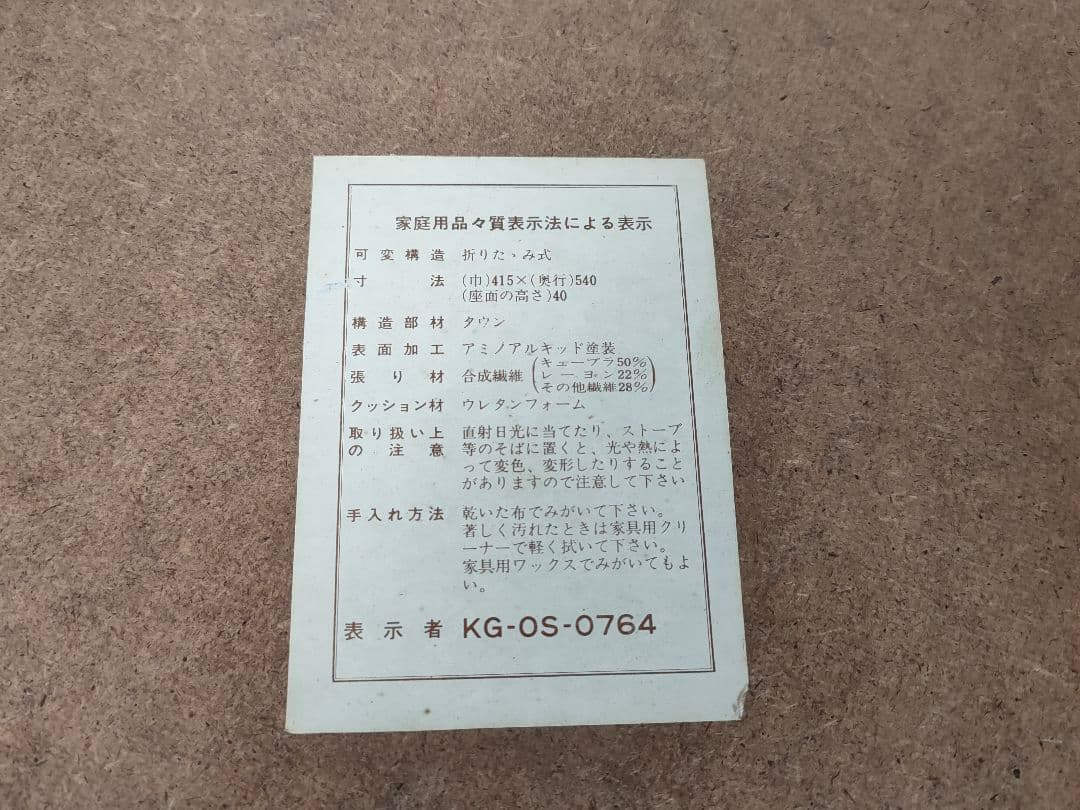 家庭用品々質表示法による表示
可変構造 折りたゝみ式
寸法 (巾)415×(奥行)540
(座面の高さ)40
構造部材 タウン
表面加工 アミノアルキッド塗装
張り材 合成繊維(キュープラ50%
レーヨン22%
その他繊維28%)
クッション材 ウレタンフォーム
取り扱い上 直射日光に当てたり、ストーブ
の注意 等のそばに置くと、光や熱によ
って変色、変形したりすること
がありますので注意して下さい
手入れ方法 乾いた布でみがいて下さい。
著しく汚れたときは家具用クリ
ーナーで軽く拭いて下さい。
家具用ワックスでみがいてもよ
い。
表示者 KG-OS-0764